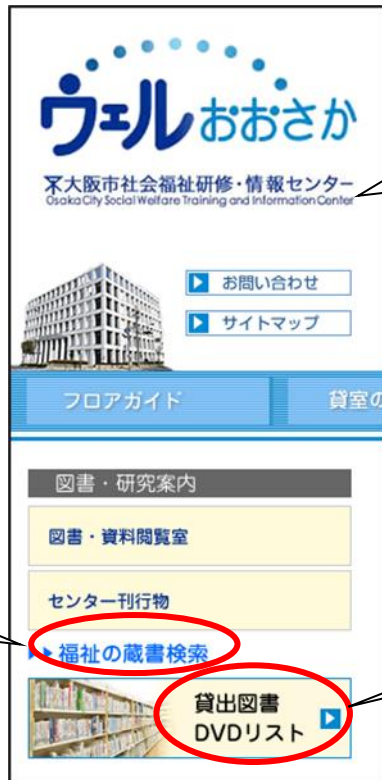 ウェルおおさか
大阪市社会福祉研修・情報センター
Osaka City Social Welfare Training and Information Center
お問い合わせ
サイトマップ
フロアガイド
貸室の
図書・研究案内
図書・資料閲覧室
センター刊行物
福祉の蔵書検索
貸出図書
DVDリスト